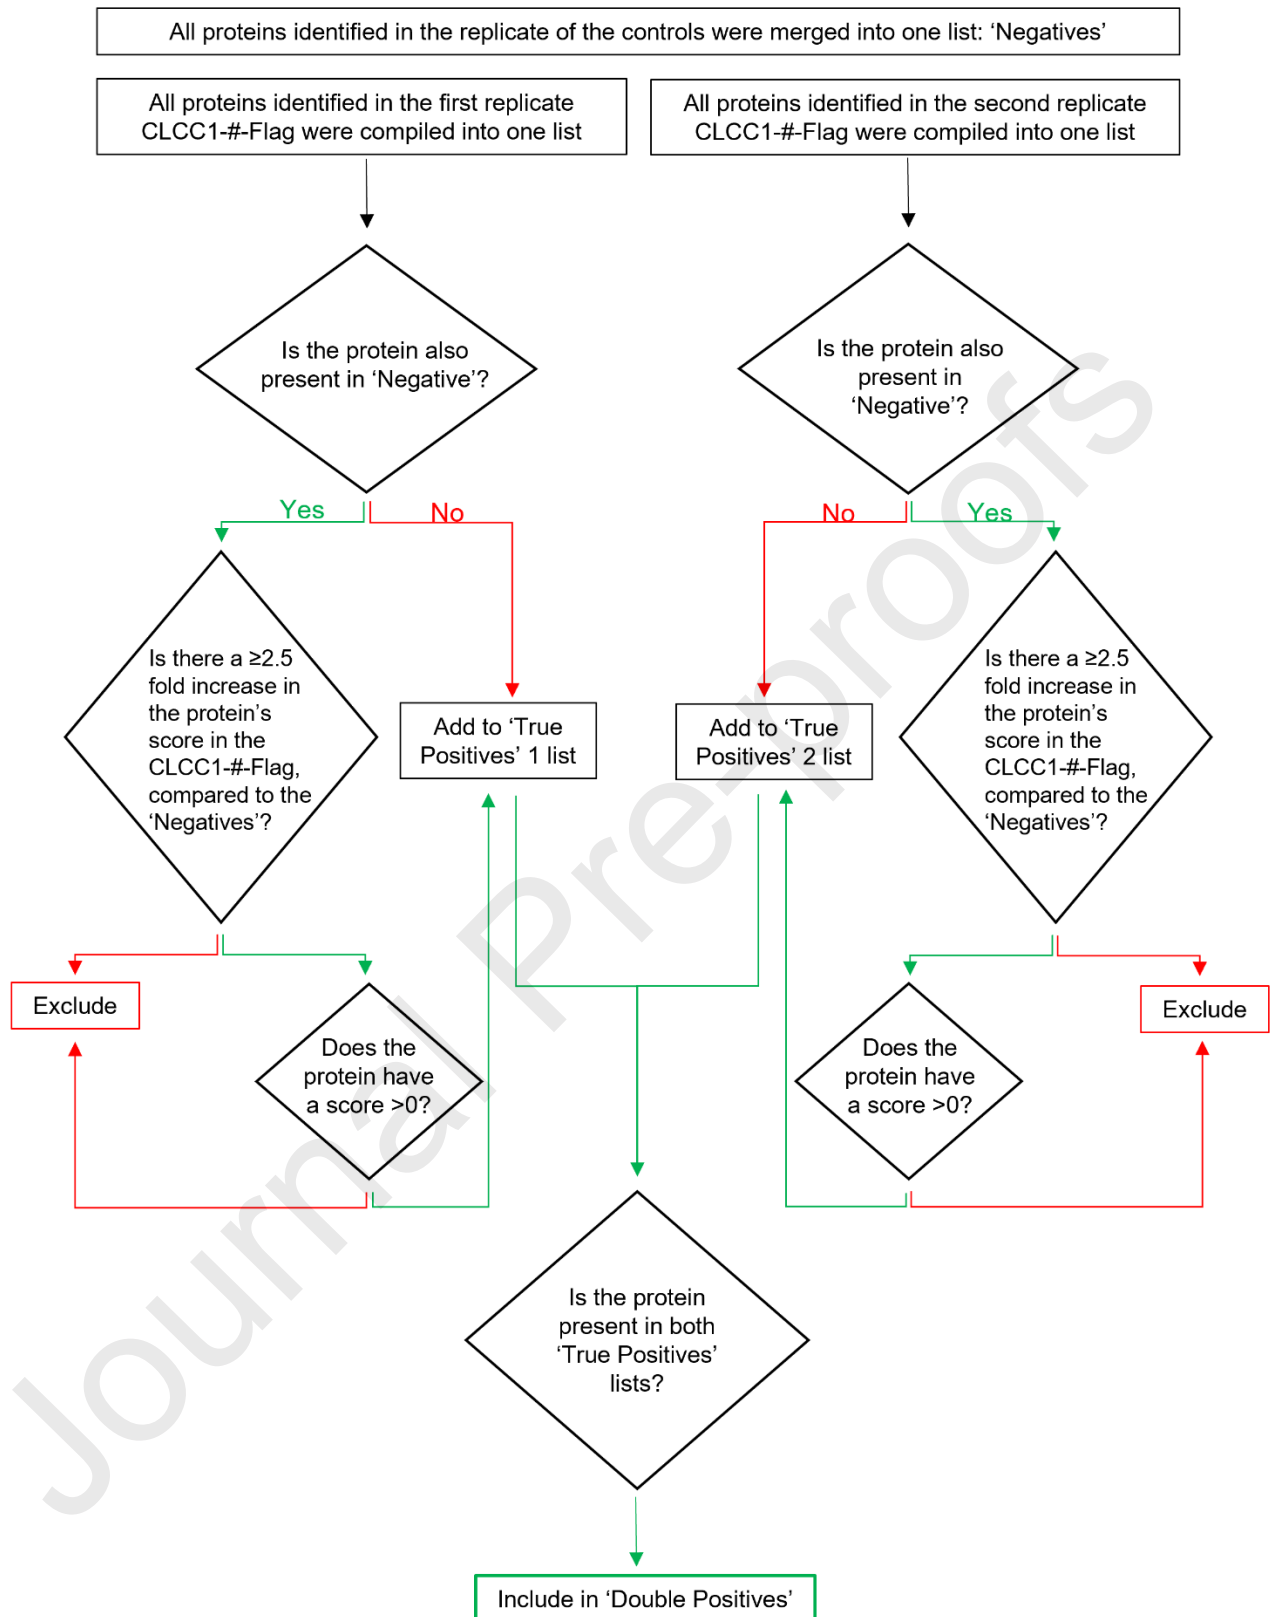 All proteins identified in the replicate of the controls were merged into one list: ‘Negatives’
All proteins identified in the first replicate
CLCC1-#-Flag were compiled into one list
All proteins identified in the second replicate
CLCC1-#-Flag were compiled into one list
Is the protein also
present in ‘Negative’?
Is the protein also
present in
‘Negative’?
Yes
No
No
Yes
Is there a ≥2.5
fold increase in
the protein’s
score in the
CLCC1-#-Flag,
compared to the
‘Negatives’?
Add to ‘True
Positives’ 1 list
Add to ‘True
Positives’ 2 list
Is there a ≥2.5
fold increase in
the protein’s
score in the
CLCC1-#-Flag,
compared to the
‘Negatives’?
Exclude
Does the
protein have
a score >0?
Does the
protein have
a score >0?
Exclude
Is the protein
present in both
‘True Positives’
lists?
Include in ‘Double Positives’
Journal Pre-proofs